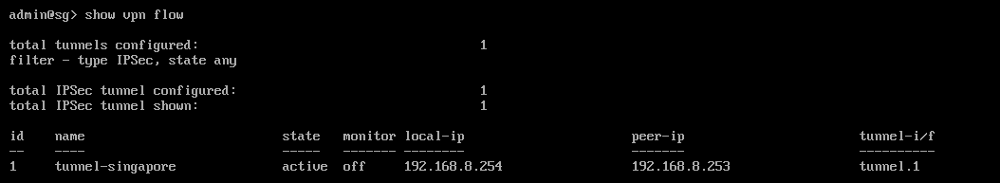 admin@sg> show vpn flow
total tunnels configured: 1
filter - type IPSec, state any
total IPSec tunnel configured: 1
total IPSec tunnel shown: 1
id name state monitor local-ip peer-ip tunnel-i/f
-- ---- ----- ------- -------- ------- ----------
1 tunnel-singapore active off 192.168.8.254 192.168.8.253 tunnel.1